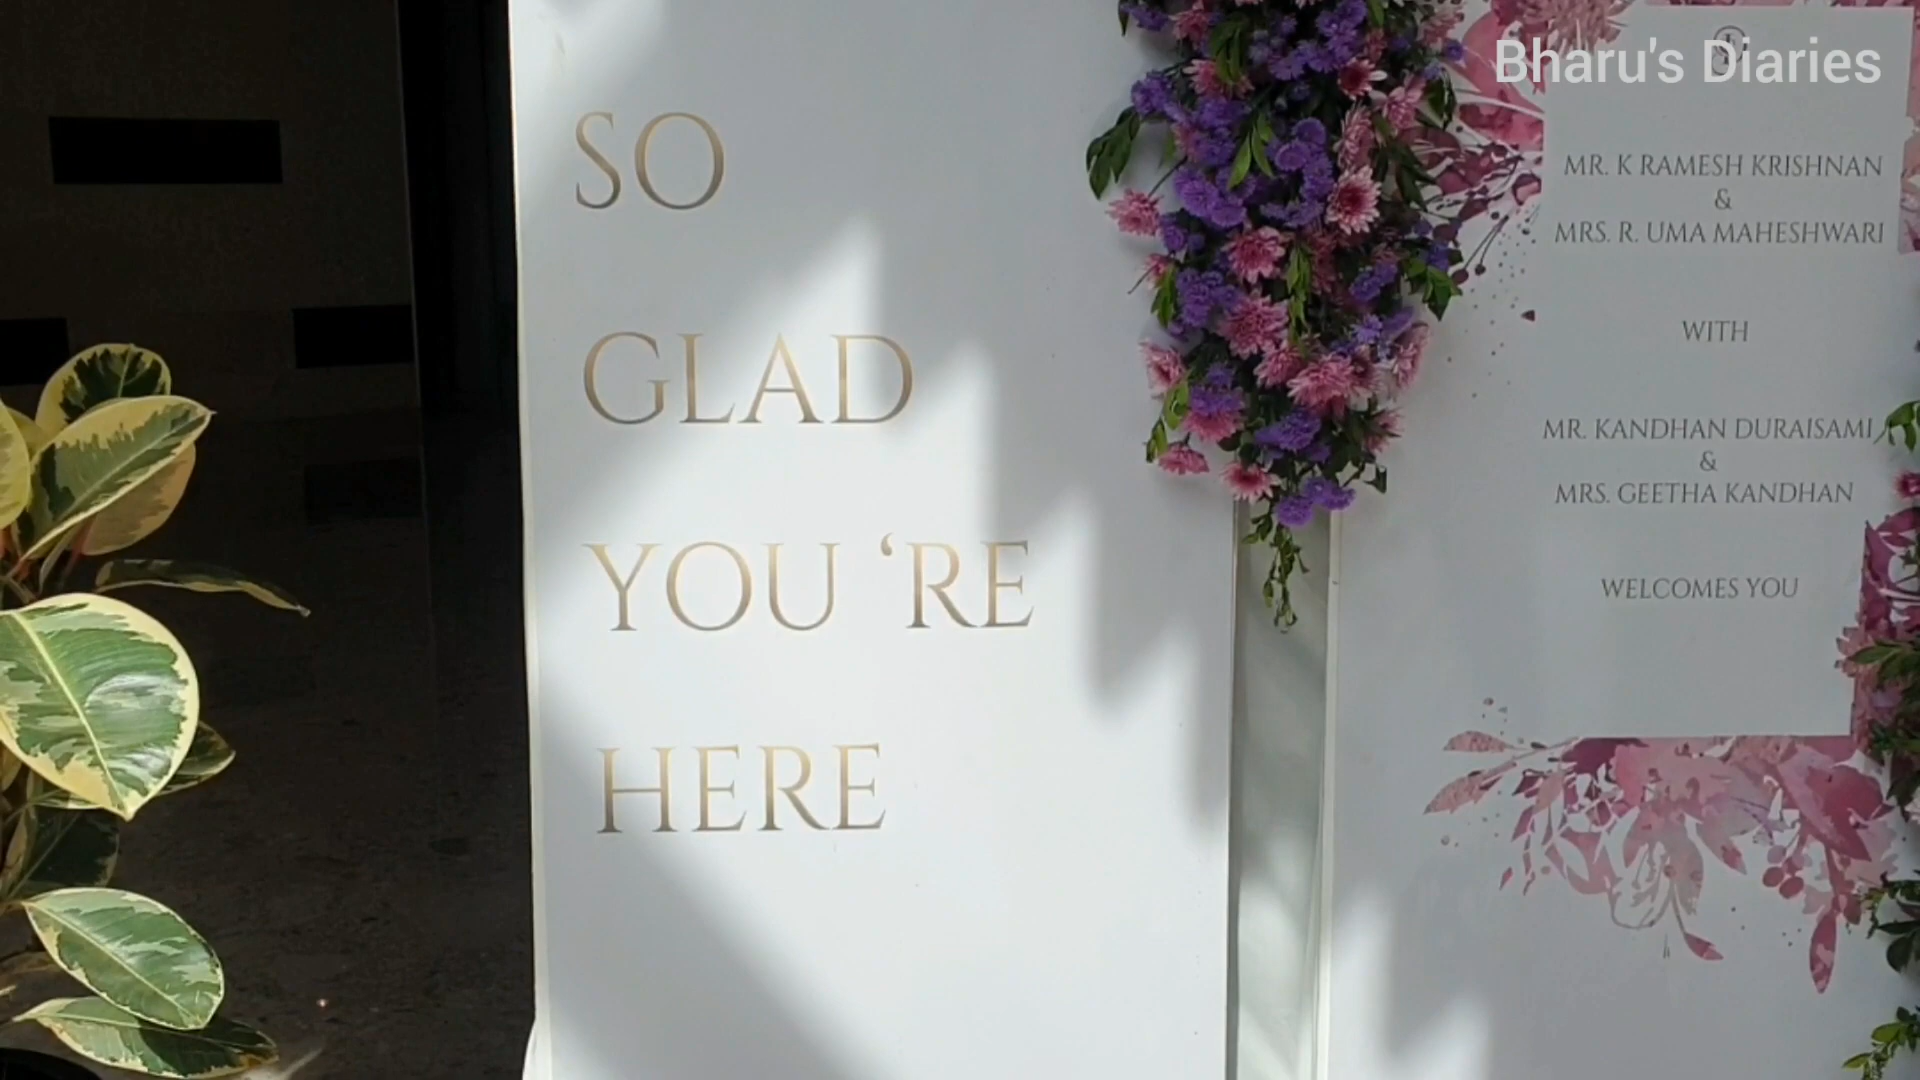 SO
GLAD
YOU ‘RE
HERE
Bharu's Diaries
MR. K RAMESH KRISHNAN
&
MRS. R. UMA MAHESHWARI
WITH
MR. KANDHAN DURAISAMI
&
MRS. GEETHA KANDHAN
WELCOMES YOU